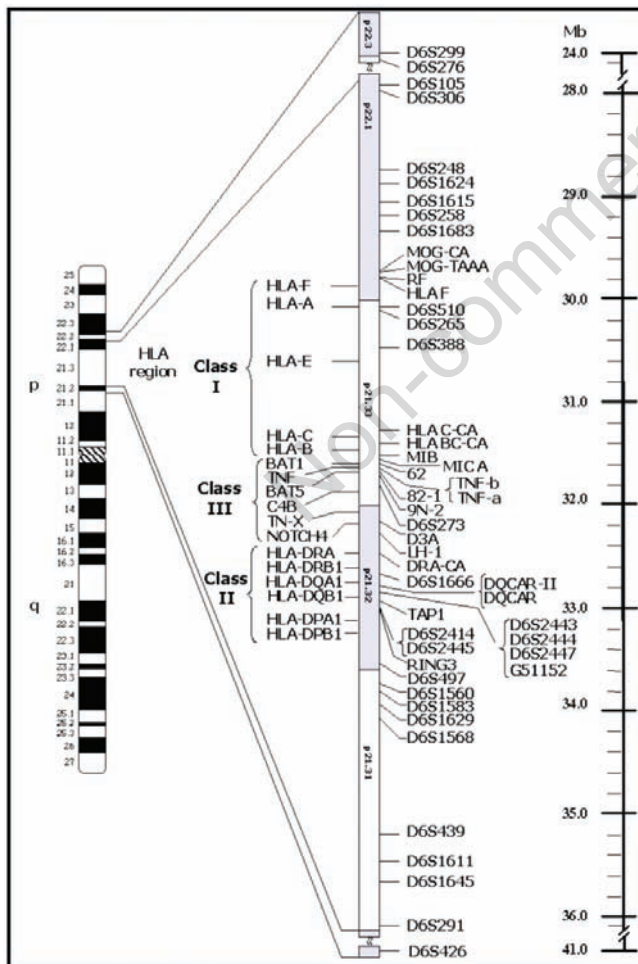 25
24
23
22.3
22.2
22.1
21.3
21.2
21.1
12
11.2
11.1
11
12
13
14
15
16.1
16.2
16.3
21
22.1
22.2
22.3
23.1
23.2
23.3
24
25.1
25.2
25.3
26
27
p
q
HLA
region
Class
I
Class
III
Class
II
HLA-F
HLA-A
HLA-E
HLA-C
HLA-B
BAT1
TNF
BAT5
C4B
TN-X
NOTCH4
HLA-DRA
HLA-DRB1
HLA-DQA1
HLA-DQB1
HLA-DPA1
HLA-DPB1
p22.3
p22.1
p21.33
p21.32
p21.31
D6S299
D6S276
D6S105
D6S306
D6S248
D6S1624
D6S1615
D6S258
D6S1683
MOG-CA
MOG-TAAA
RF
HLAF
D6S510
D6S265
D6S388
HLAC-CA
HLABC-CA
MIB
MICA
62
TNF-b
TNF-a
82-1
9N-2
D6S273
D3A
LH-1
DRA-CA
D6S1666
DQCAR-II
DQCAR
TAP1
D6S2443
D6S2444
D6S2447
G51152
D6S2414
D6S2445
RING3
D6S497
D6S1560
D6S1583
D6S1629
D6S1568
D6S439
D6S1611
D6S1645
D6S291
D6S426
Mb
24.0
28.0
29.0
30.0
31.0
32.0
33.0
34.0
35.0
36.0
41.0
Non-commer